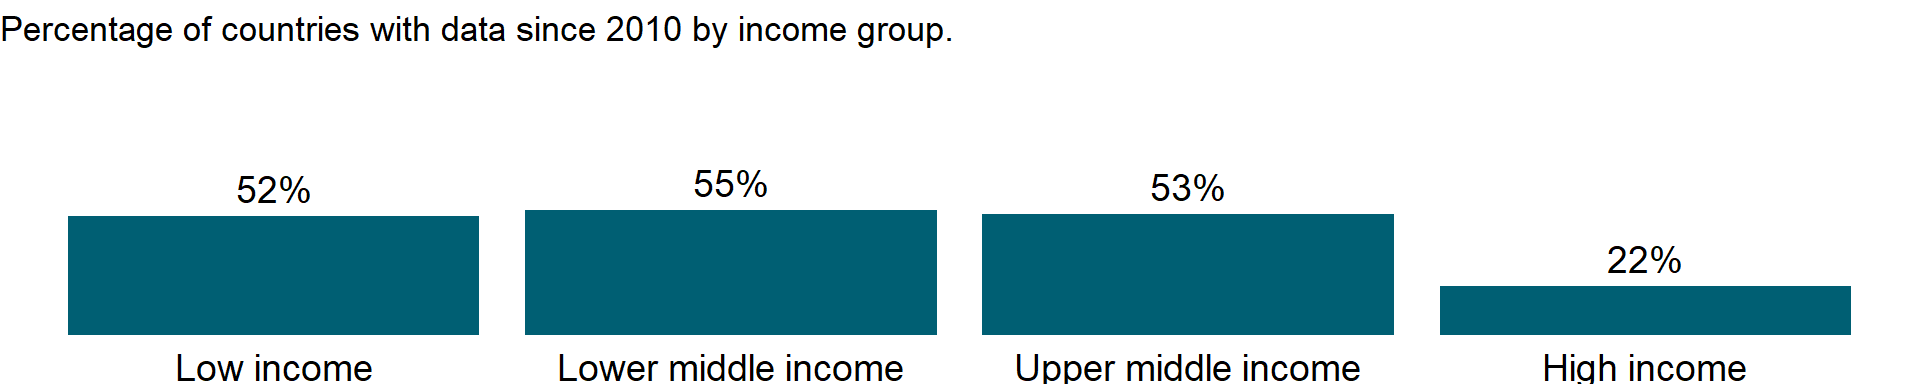 Percentage of countries with data since 2010 by income group.
52%
55%
53%
22%
Low income
Lower middle income
Upper middle income
High income